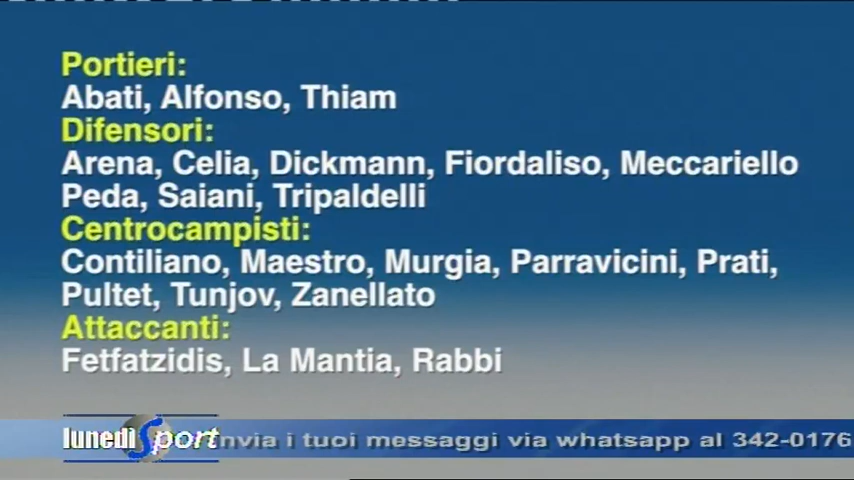 Portieri:
Abati, Alfonso, Thiam
Difensori:
Arena, Celia, Dickmann, Fiordaliso, Meccariello
Peda, Saiani, Tripaldelli
Centrocampisti:
Contiliano, Maestro, Murgia, Parravicini, Prati,
Pultet, Tunjov, Zanellato
Attaccanti:
Fetfatzidis, La Mantia, Rabbi
lunedì Sport nvia i tuoi messaggi via whatsapp al 342-0176